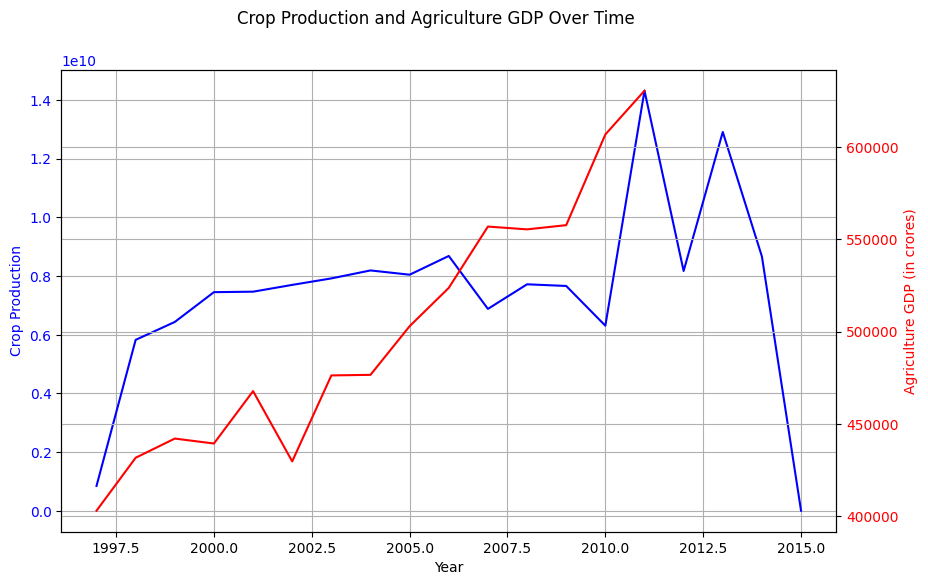 Crop Production and Agriculture GDP Over Time
1e10
1.4
1.2
1.0
0.8
0.6
0.4
0.2
0.0
Crop Production
600000
550000
500000
450000
400000
Agriculture GDP (in crores)
1997.5 2000.0 2002.5 2005.0 2007.5 2010.0 2012.5 2015.0
Year